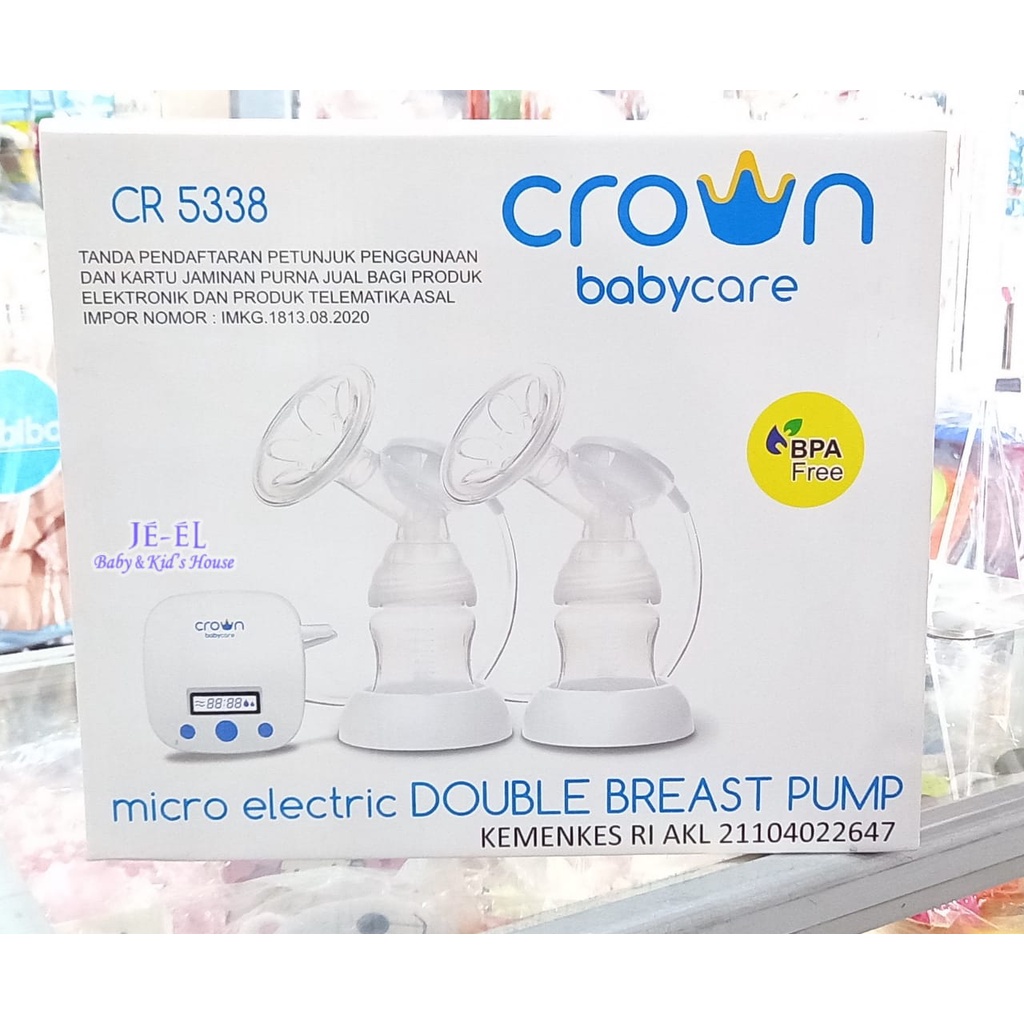 CR 5338
crown
babycare
TANDA PENDAFTARAN PETUNJUK PENGGUNAAN
DAN KARTU JAMINAN PURNA JUAL BAGI PRODUK
ELEKTRONIK DAN PRODUK TELEMATIKA ASAL
IMPOR NOMOR : IMKG.1813.08.2020
BPA
Free
JÉ-ÉL
Baby & Kid's House
crown
babycare
≈88:88
micro electric DOUBLE BREAST PUMP
KEMENKES RI AKL 21104022647